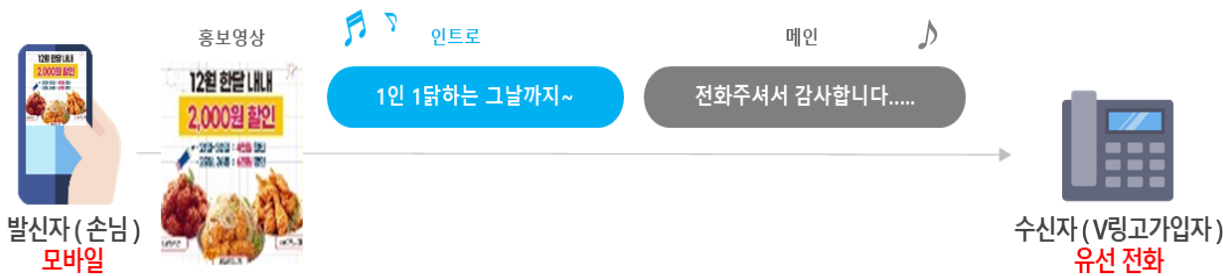 홍보영상
인트로
메인
12월 한달 내내
2,000원 할인
12월 한달 내내
2,000원 할인
1인 1닭하는 그날까지~
전화주셔서 감사합니다.....
발신자 ( 손님 )
모바일
수신자 ( V링고가입자 )
유선 전화